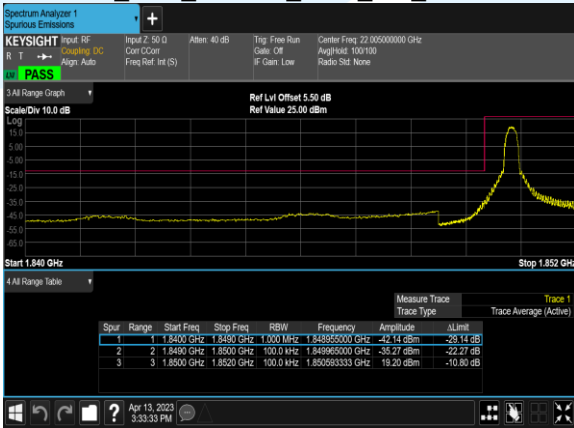 Spectrum Analyzer 1
Spurious Emissions
KEYSIGHT Input: RF Input Z: 50 Ω Atten: 40 dB Trig: Free Run Center Freq: 22.005000000 GHz
R T Coupling: DC Corr CCorr Gate: Off Avg|Hold: 100/100
Align: Auto Freq Ref: Int (S) IF Gain: Low Radio Std: None
PASS
3 All Range Graph
Ref Lvl Offset 5.50 dB
Scale/Div 10.0 dB Ref Value 25.00 dBm
Log
15.0
5.00
-5.00
-15.0
-25.0
-35.0
-45.0
-55.0
-65.0
Start 1.840 GHz Stop 1.852 GHz
4 All Range Table
Measure Trace Trace 1
Trace Type Trace Average (Active)
Spur Range Start Freq Stop Freq RBW Frequency Amplitude ΔLimit
1 1 1.8400 GHz 1.8490 GHz 1.000 MHz 1.848955000 GHz -42.14 dBm -29.14 dB
2 2 1.8490 GHz 1.8500 GHz 100.0 kHz 1.849965000 GHz -35.27 dBm -22.27 dB
3 3 1.8500 GHz 1.8520 GHz 100.0 kHz 1.850593333 GHz 19.20 dBm -10.80 dB
? Apr 13, 2023
3:33:33 PM